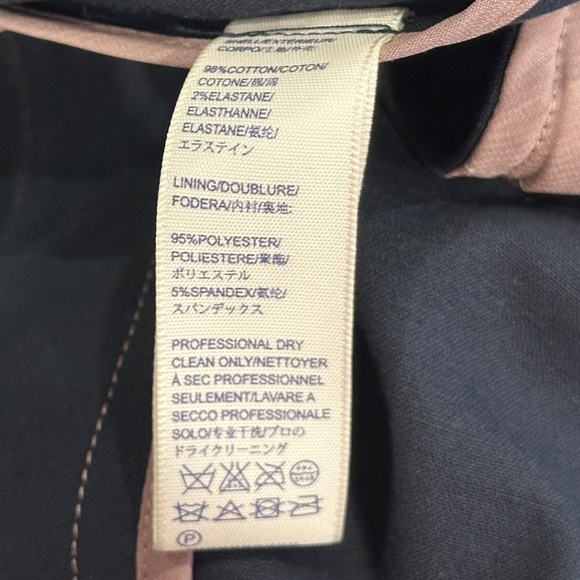 SHELL/EXTERIEUR/
CORPO/
98%COTTON/COTON/
COTONE/棉/綿
2%ELASTANE/
ELASTHANNE/
ELASTANE/氨纶/
エラステイン
LINING/DOUBLURE/
FODERA/内衬/裏地:
95%POLYESTER/
POLIESTERE/聚酯/
ポリエステル
5%SPANDEX/氨纶/
スパンデックス
PROFESSIONAL DRY
CLEAN ONLY/NETTOYER
À SEC PROFESSIONNEL
SEULEMENT/LAVARE A
SECCO PROFESSIONALE
SOLO/专业干洗/プロの
ドライクリーニング
P